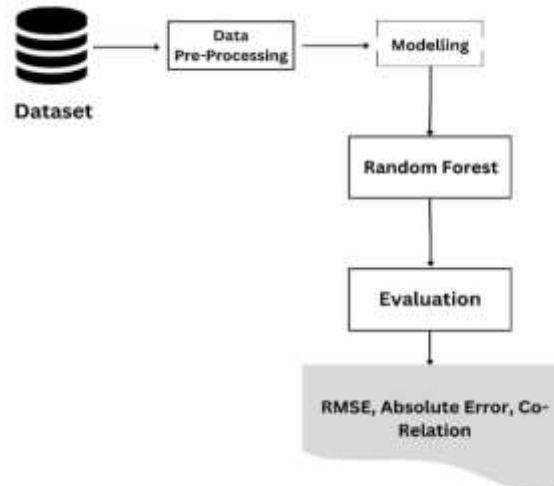 Dataset
Data
Pre-Processing
Modelling
Random Forest
Evaluation
RMSE, Absolute Error, Co-
Relation